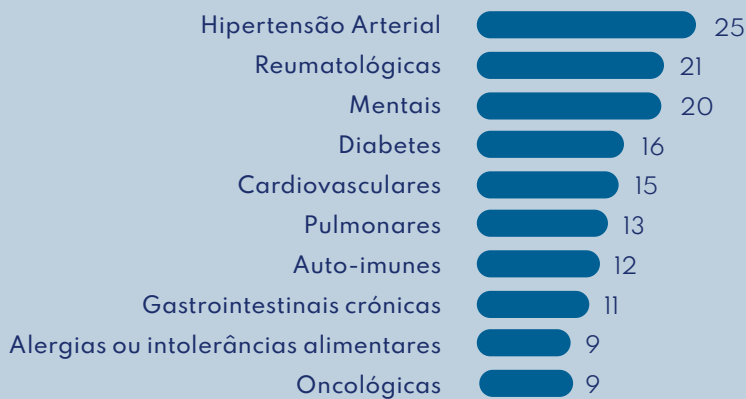 Hipertensão Arterial 25
Reumatológicas 21
Mentais 20
Diabetes 16
Cardiovasculares 15
Pulmonares 13
Auto-imunes 12
Gastrointestinais crónicas 11
Alergias ou intolerâncias alimentares 9
Oncológicas 9